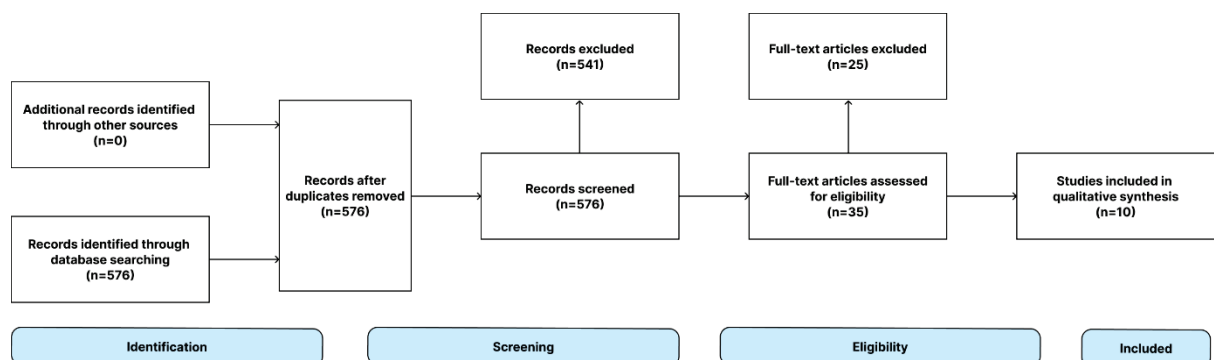 Records excluded
(n=541)
Full-text articles excluded
(n=25)
Additional records identified
through other sources
(n=0)
Records after
duplicates removed
(n=576)
Records screened
(n=576)
Full-text articles assessed
for eligibility
(n=35)
Studies included in
qualitative synthesis
(n=10)
Records identified through
database searching
(n=576)
Identification
Screening
Eligibility
Included